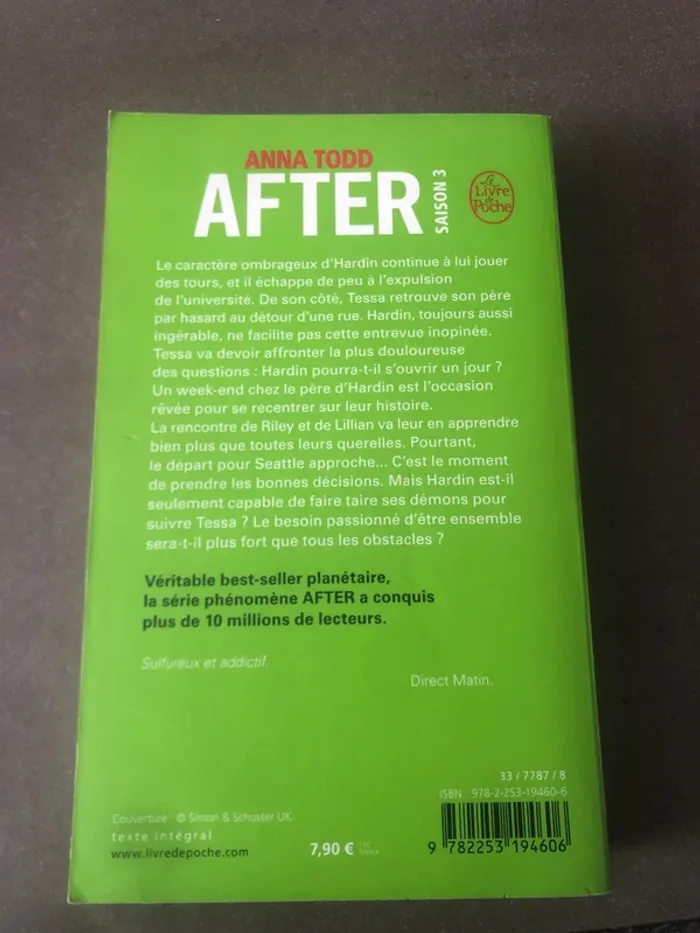 ANNA TODD
AFTER
SAISON 3
Le
Livre
de
Poche
Le caractère ombrageux d'Hardin continue à lui jouer
des tours, et il échappe de peu à l'expulsion
de l'université. De son côté, Tessa retrouve son père
par hasard au détour d'une rue. Hardin, toujours aussi
ingérable, ne facilite pas cette entrevue inopinée.
Tessa va devoir affronter la plus douloureuse
des questions : Hardin pourra-t-il s'ouvrir un jour ?
Un week-end chez le père d'Hardin est l'occasion
rêvée pour se recentrer sur leur histoire.
La rencontre de Riley et de Lillian va leur en apprendre
bien plus que toutes leurs querelles. Pourtant,
le départ pour Seattle approche... C'est le moment
de prendre les bonnes décisions. Mais Hardin est-il
seulement capable de faire taire ses démons pour
suivre Tessa ? Le besoin passionné d'être ensemble
sera-t-il plus fort que tous les obstacles ?
Véritable best-seller planétaire,
la série phénomène AFTER a conquis
plus de 10 millions de lecteurs.
Sulfureux et addictif.
Direct Matin.
33 / 7787 / 8
ISBN : 978-2-253-19460-6
Couverture : © Simon & Schuster UK.
texte intégral
www.livredepoche.com
7,90 €
France
9 782253 194606